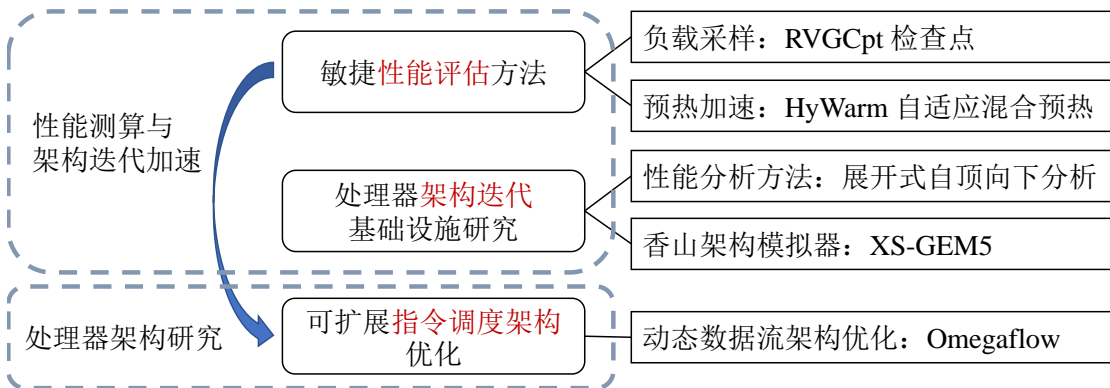 性能测算与
架构迭代加速
敏捷性能评估方法
负载采样：RVGCpt 检查点
预热加速：HyWarm 自适应混合预热
处理器架构迭代
基础设施研究
性能分析方法：展开式自顶向下分析
香山架构模拟器：XS-GEM5
处理器架构研究
可扩展指令调度架构
优化
动态数据流架构优化：Omegaflow